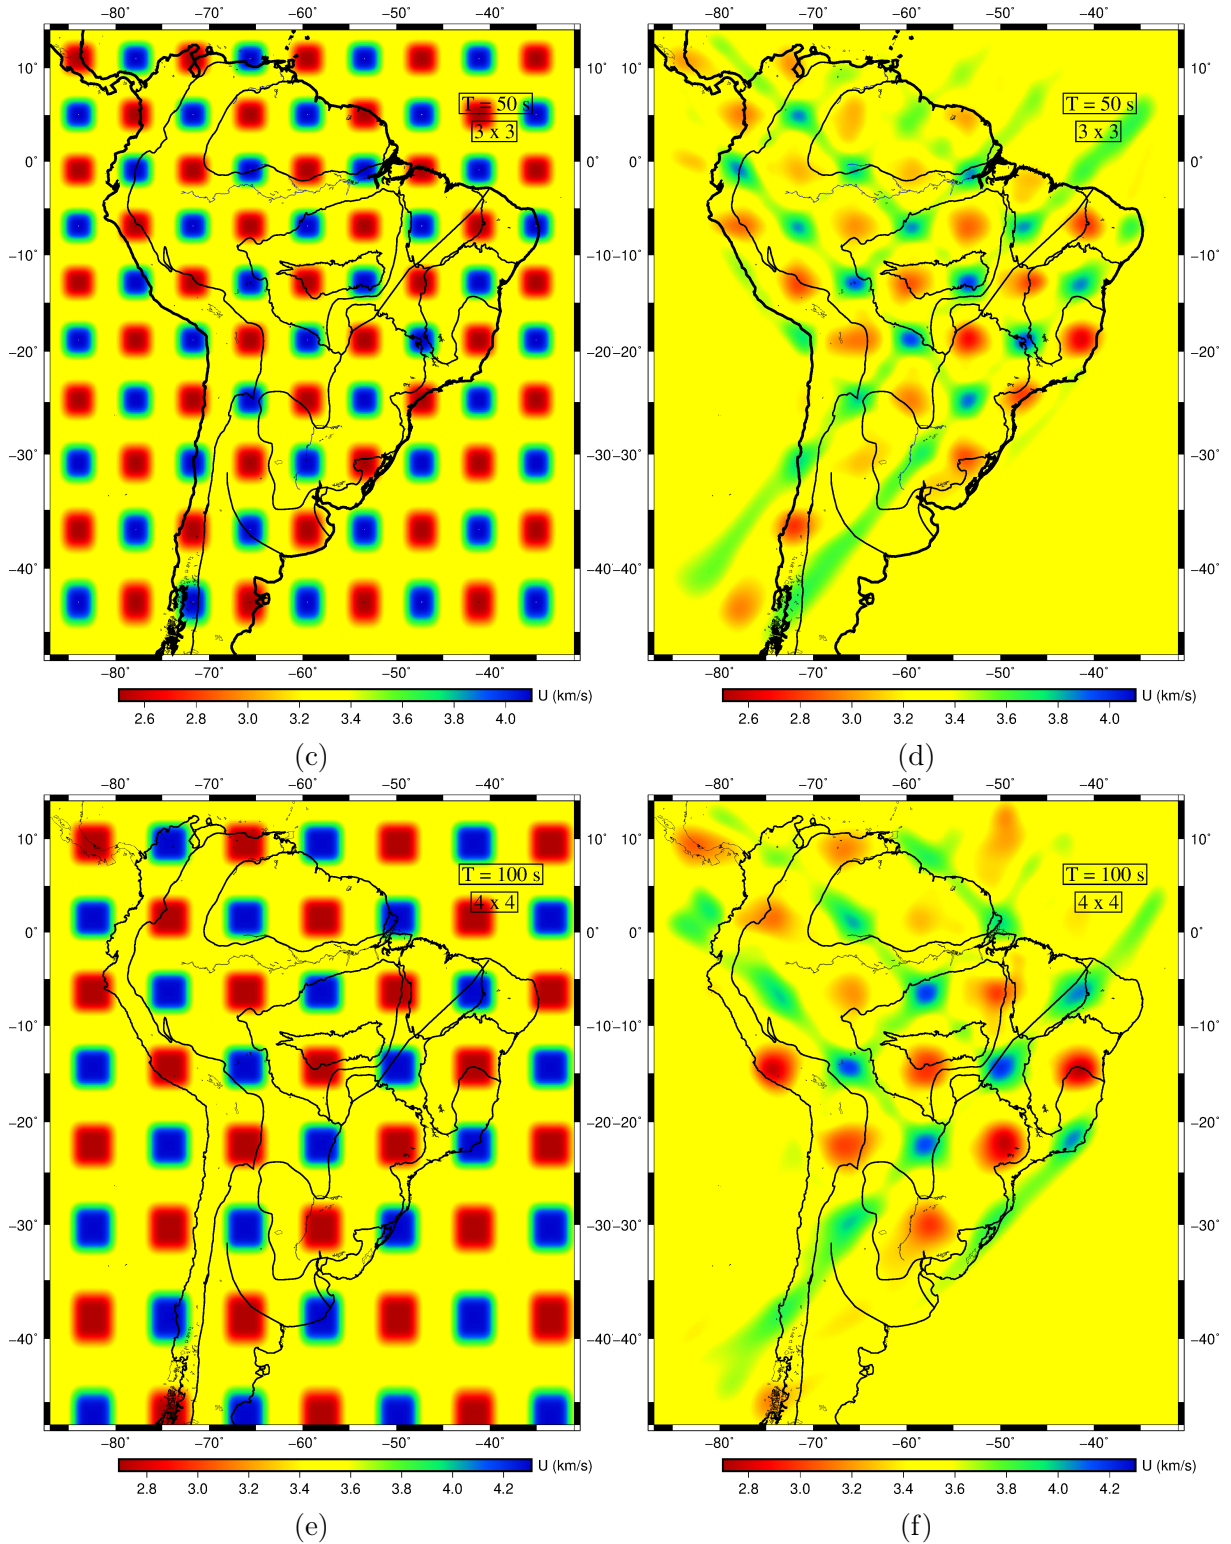 −80° −70° −60° −50° −40° −80° −70° −60° −50° −40°
10° 10° 10°
T = 50 s T = 50 s
3 x 3 3 x 3
0° 0° 0°
−10° −10° −10° −10°
−20° −20° −20° −20°
−30° −30° −30° −30°
−40° −40° −40° −40°
−80° −70° −60° −50° −40° −80° −70° −60° −50° −40°
U (km/s) U (km/s)
2.6 2.8 3.0 3.2 3.4 3.6 3.8 4.0 2.6 2.8 3.0 3.2 3.4 3.6 3.8 4.0
(c) (d)
−80° −70° −60° −50° −40° −80° −70° −60° −50° −40°
10° 10° 10°
T = 100 s T = 100 s
4 x 4 4 x 4
0° 0° 0°
−10° −10° −10° −10°
−20° −20° −20° −20°
−30° −30° −30° −30°
−40° −40° −40° −40°
−80° −70° −60° −50° −40° −80° −70° −60° −50° −40°
U (km/s) U (km/s)
2.8 3.0 3.2 3.4 3.6 3.8 4.0 4.2 2.8 3.0 3.2 3.4 3.6 3.8 4.0 4.2
(e) (f)